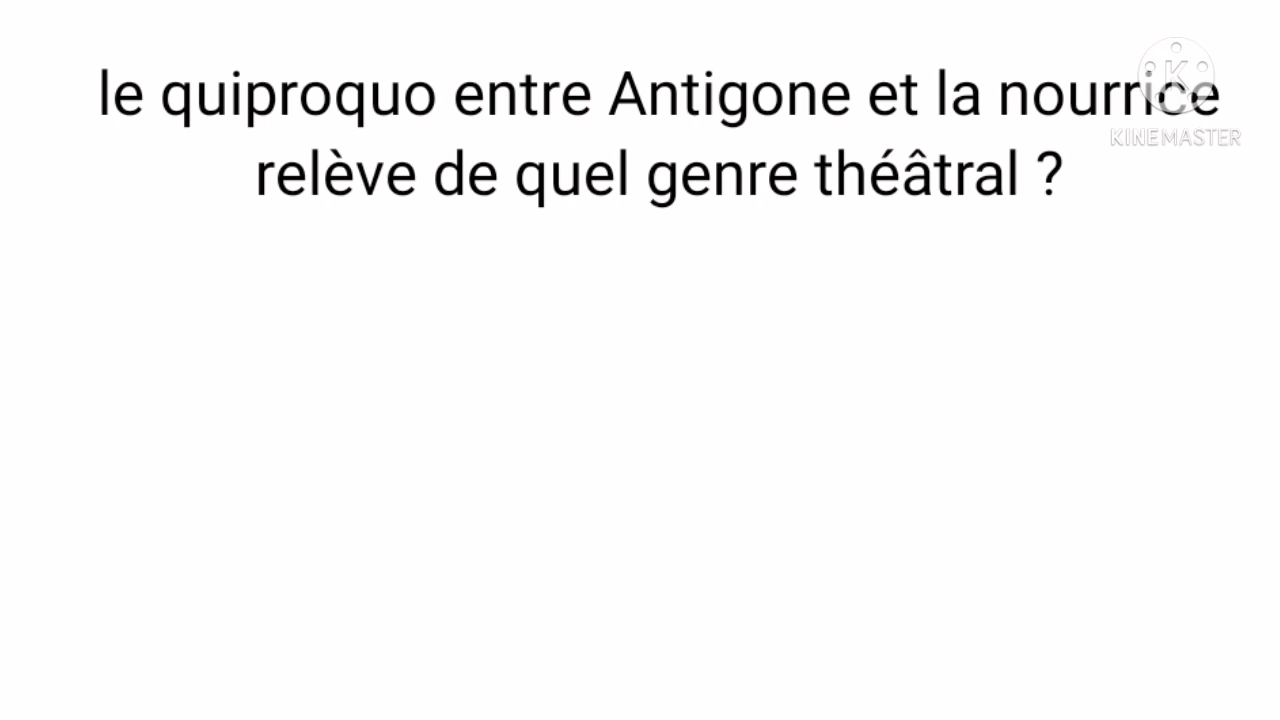 le quiproquo entre Antigone et la nourrice
relève de quel genre théâtral ?
KINEMASTER